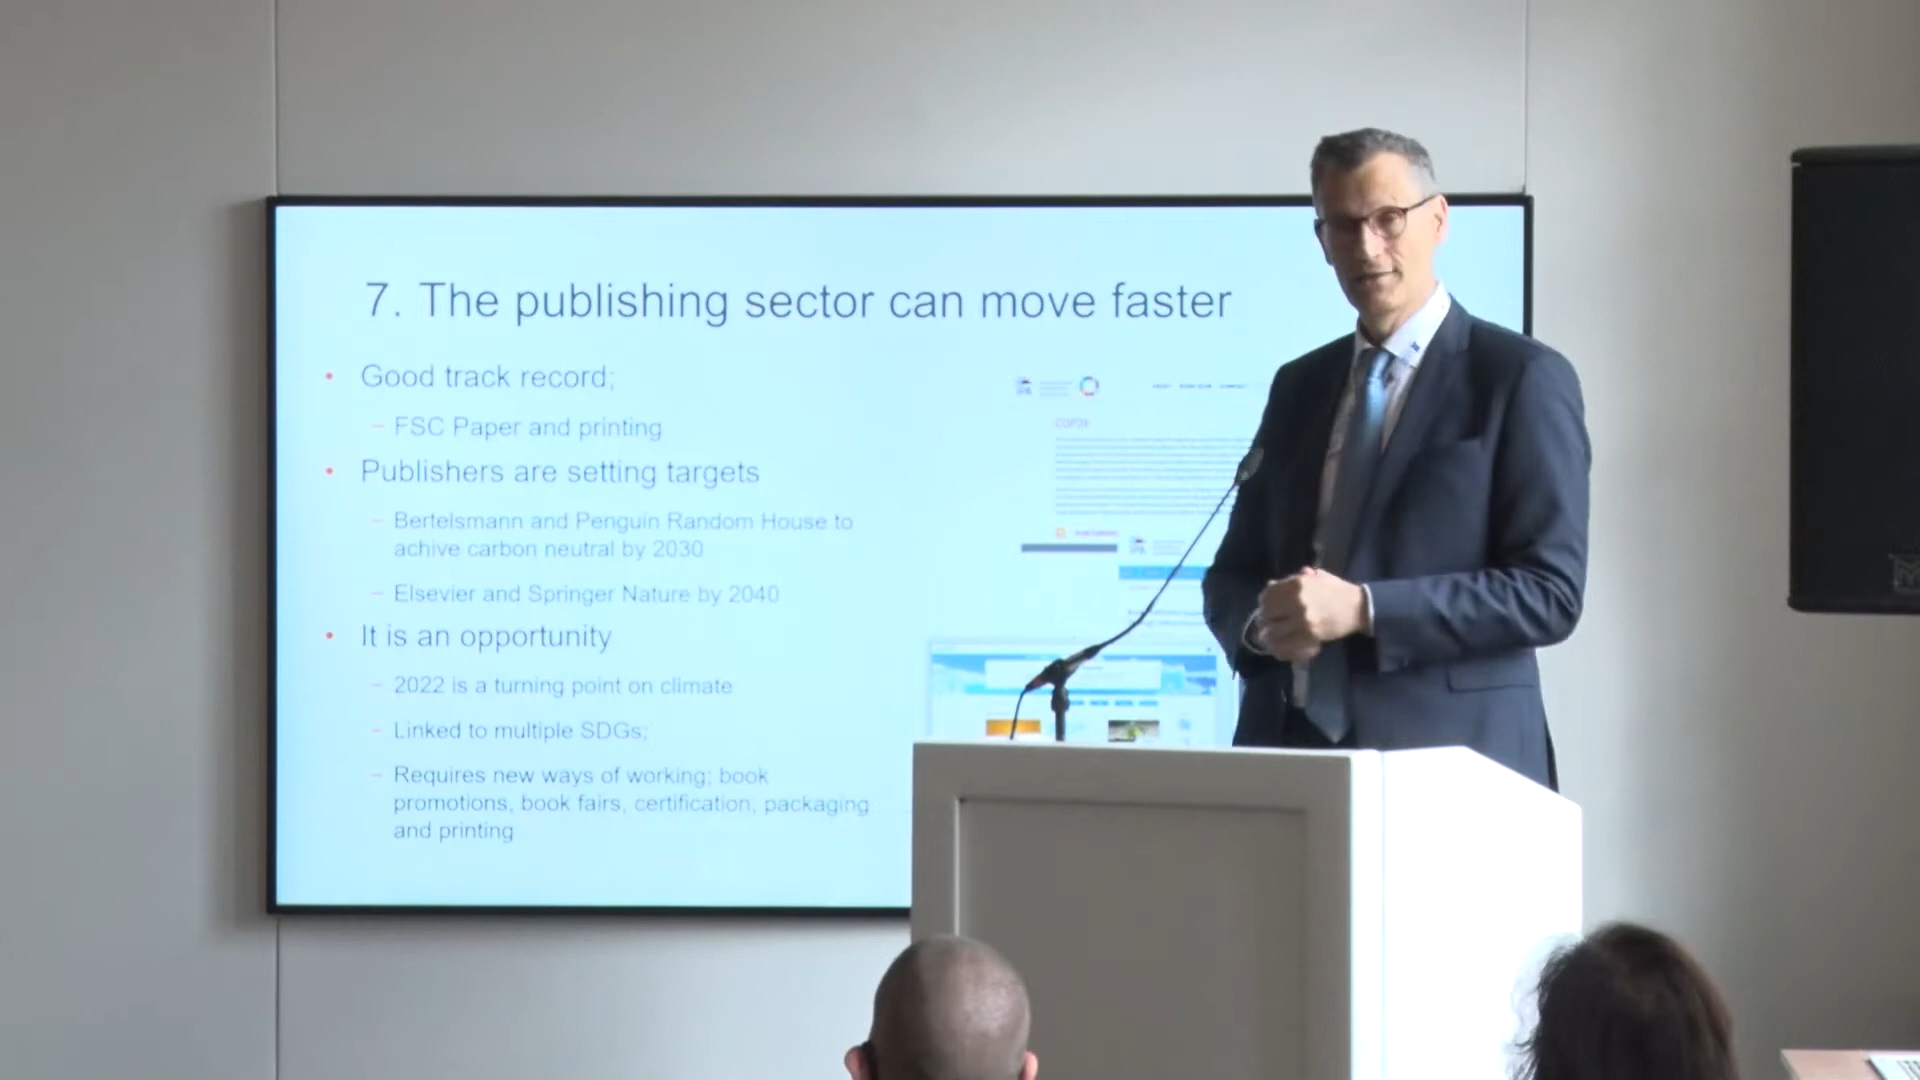 7. The publishing sector can move faster
• Good track record;
– FSC Paper and printing
• Publishers are setting targets
– Bertelsmann and Penguin Random House to
achive carbon neutral by 2030
– Elsevier and Springer Nature by 2040
• It is an opportunity
– 2022 is a turning point on climate
– Linked to multiple SDGs;
– Requires new ways of working; book
promotions, book fairs, certification, packaging
and printing